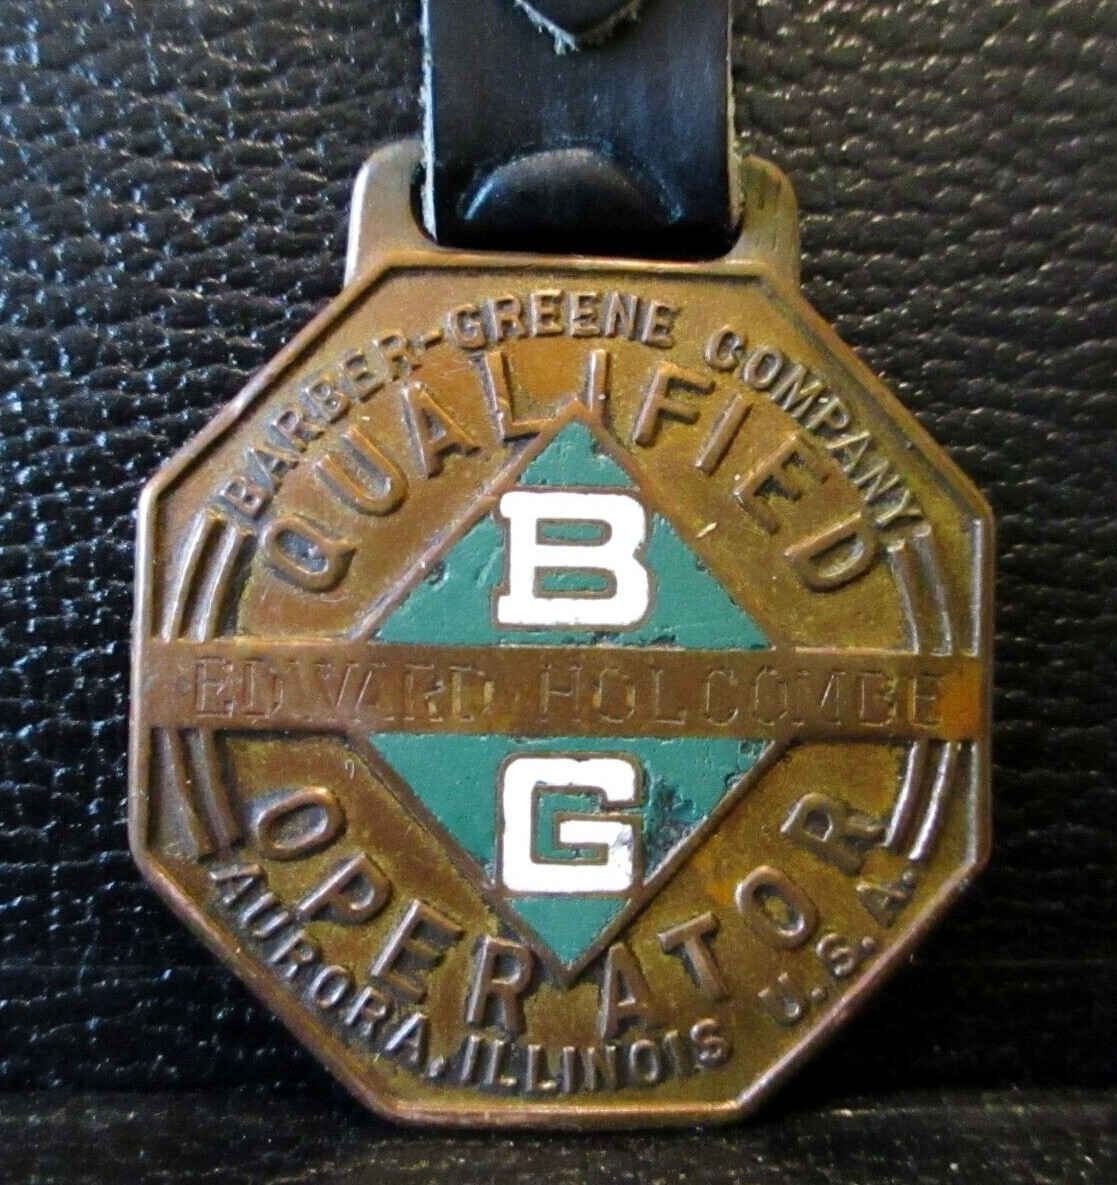 BARBER-GREENE COMPANY
QUALIFIED
B
EDWARD HOLCOMBE
G
OPERATOR
AURORA, ILLINOIS U.S.A.